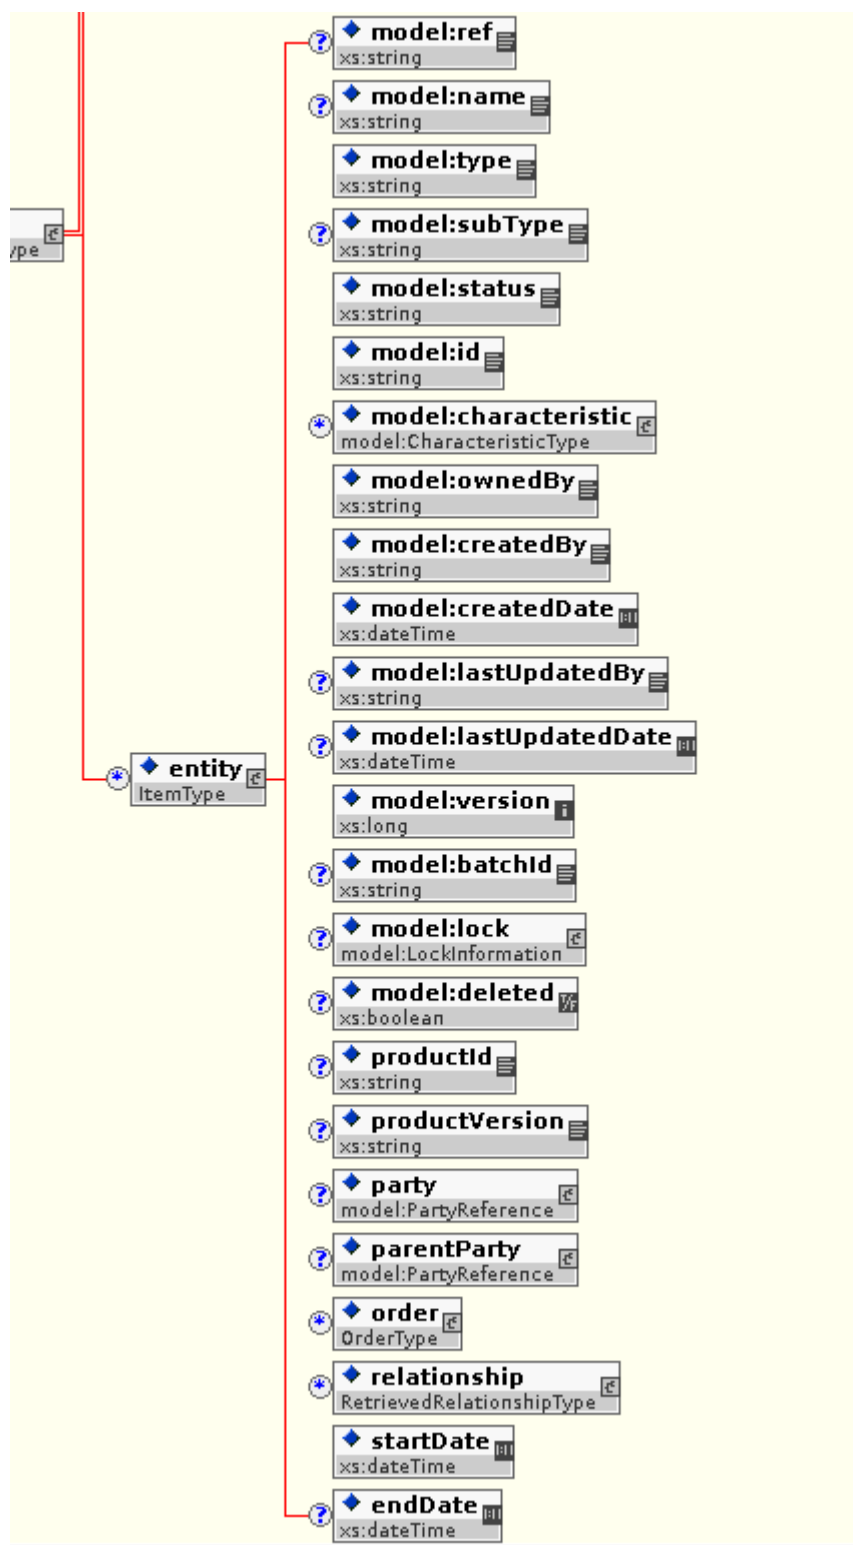 ? model:ref
xs:string
? model:name
xs:string
model:type
xs:string
? model:subType
ype xs:string
model:status
xs:string
model:id
xs:string
* model:characteristic
model:CharacteristicType
model:ownedBy
xs:string
model:createdBy
xs:string
model:createdDate
xs:dateTime
? model:lastUpdatedBy
xs:string
? model:lastUpdatedDate
xs:dateTime
* entity
ItemType
model:version
xs:long
? model:batchId
xs:string
? model:lock
model:LockInformation
? model:deleted
xs:boolean
? productId
xs:string
? productVersion
xs:string
? party
model:PartyReference
? parentParty
model:PartyReference
* order
OrderType
* relationship
RetrievedRelationshipType
startDate
xs:dateTime
? endDate
xs:dateTime